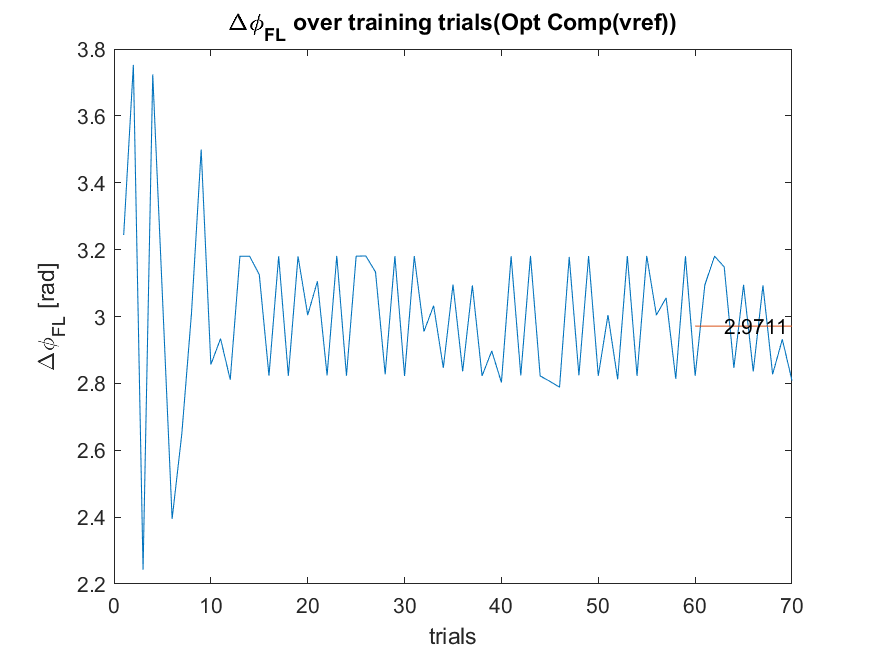 Δϕ_FL over training trials(Opt Comp(vref))
3.8
3.6
3.4
3.2
3
2.8
2.6
2.4
2.2
Δϕ_FL [rad]
2.9711
0 10 20 30 40 50 60 70
trials